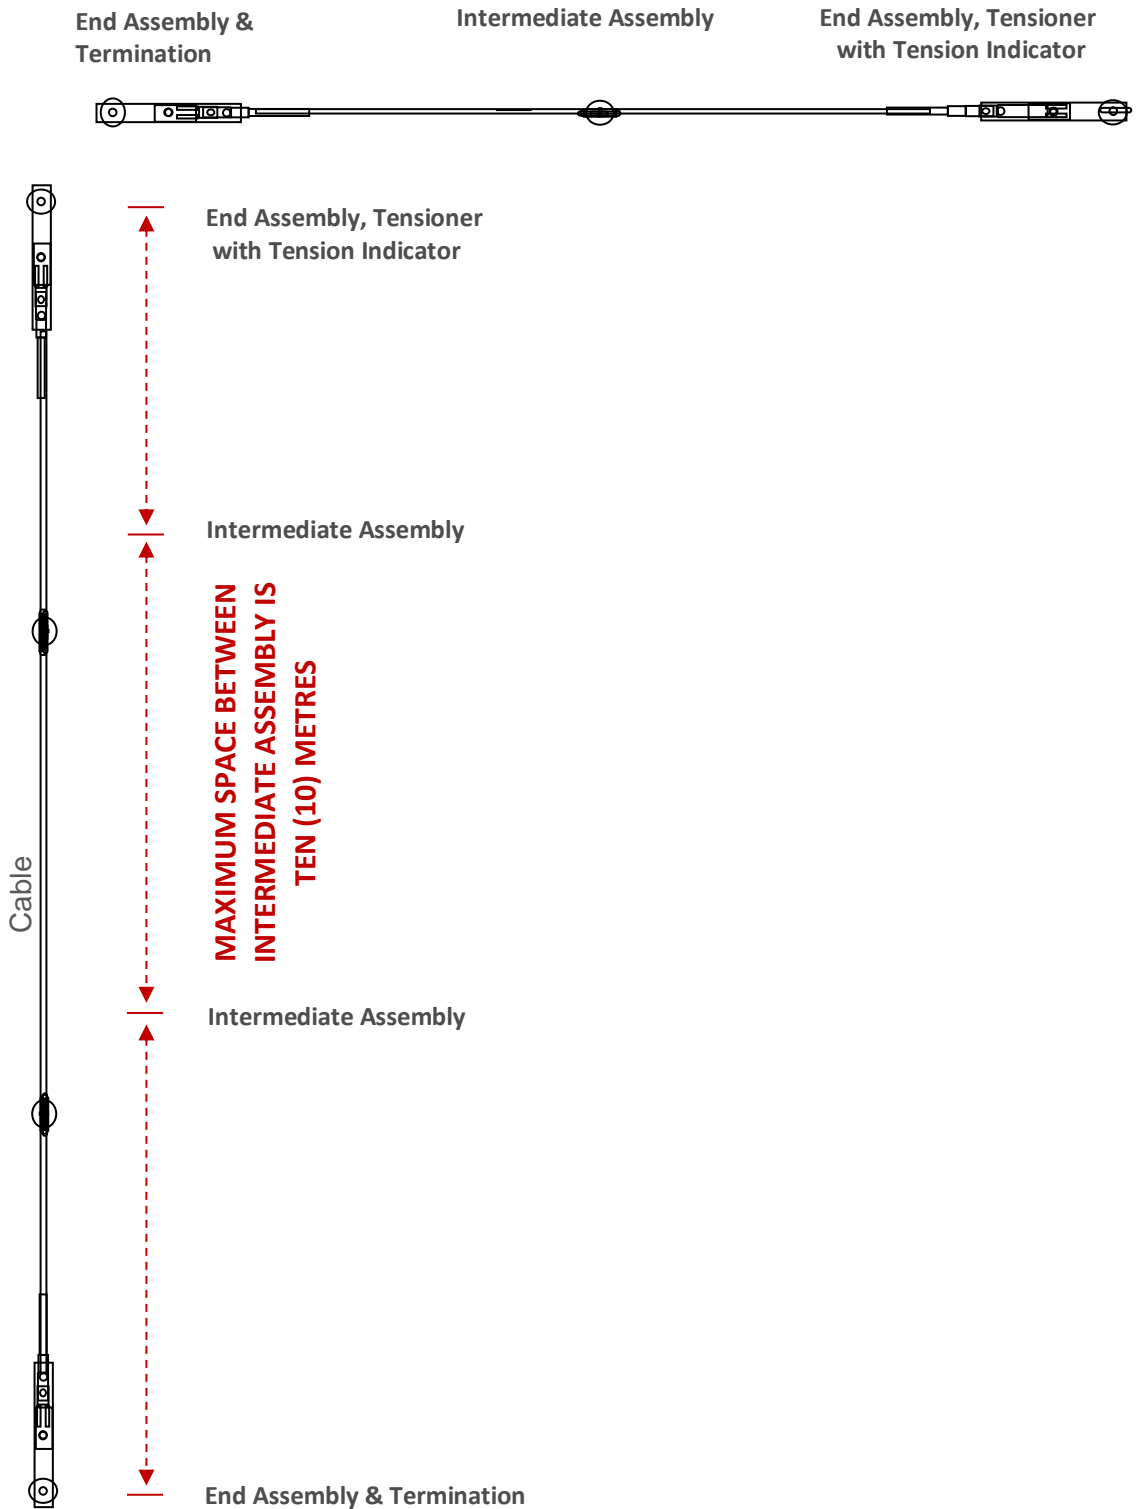 End Assembly &
Termination
Intermediate Assembly
End Assembly, Tensioner
with Tension Indicator
End Assembly, Tensioner
with Tension Indicator
Intermediate Assembly
MAXIMUM SPACE BETWEEN
INTERMEDIATE ASSEMBLY IS
TEN (10) METRES
Cable
Intermediate Assembly
End Assembly & Termination